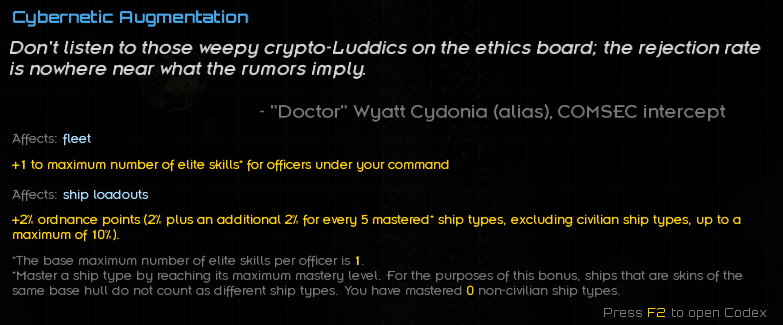 Cybernetic Augmentation
Don't listen to those weepy crypto-Luddics on the ethics board; the rejection rate
is nowhere near what the rumors imply.
- "Doctor" Wyatt Cydonia (alias), COMSEC intercept
Affects: fleet
+1 to maximum number of elite skills* for officers under your command
Affects: ship loadouts
+2% ordnance points (2% plus an additional 2% for every 5 mastered* ship types, excluding civilian ship types, up to a
maximum of 10%).
*The base maximum number of elite skills per officer is 1.
*Master a ship type by reaching its maximum mastery level. For the purposes of this bonus, ships that are skins of the
same base hull do not count as different ship types. You have mastered 0 non-civilian ship types.
Press F2 to open Codex